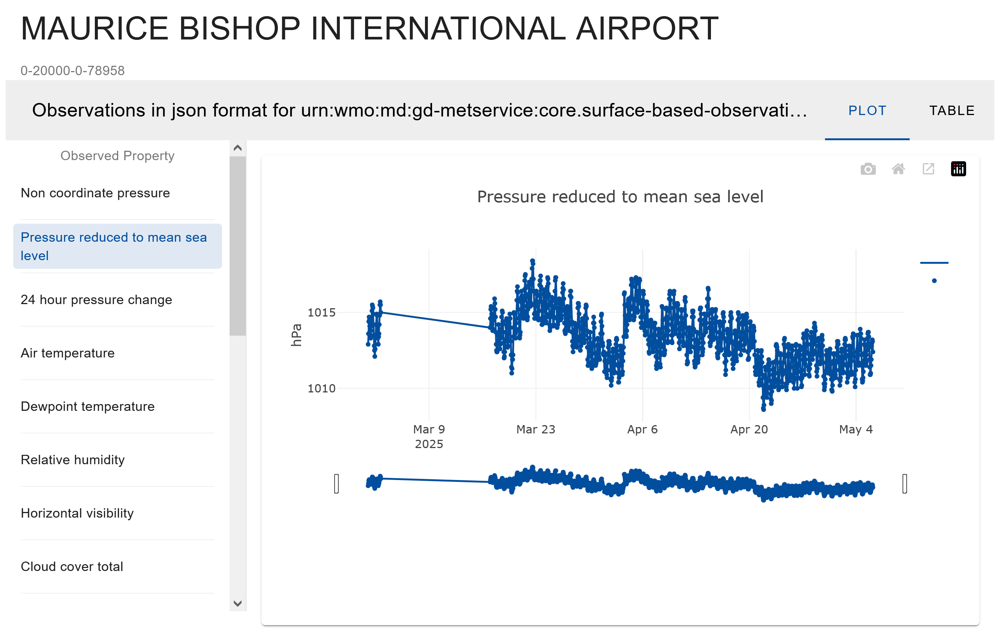 MAURICE BISHOP INTERNATIONAL AIRPORT
0-20000-0-78958
Observations in json format for urn:wmo:md:gd-metservice:core.surface-based-observati...
PLOT
TABLE
Observed Property
Non coordinate pressure
Pressure reduced to mean sea
level
24 hour pressure change
Air temperature
Dewpoint temperature
Relative humidity
Horizontal visibility
Cloud cover total
Pressure reduced to mean sea level
hPa
1015
1010
Mar 9
2025
Mar 23
Apr 6
Apr 20
May 4